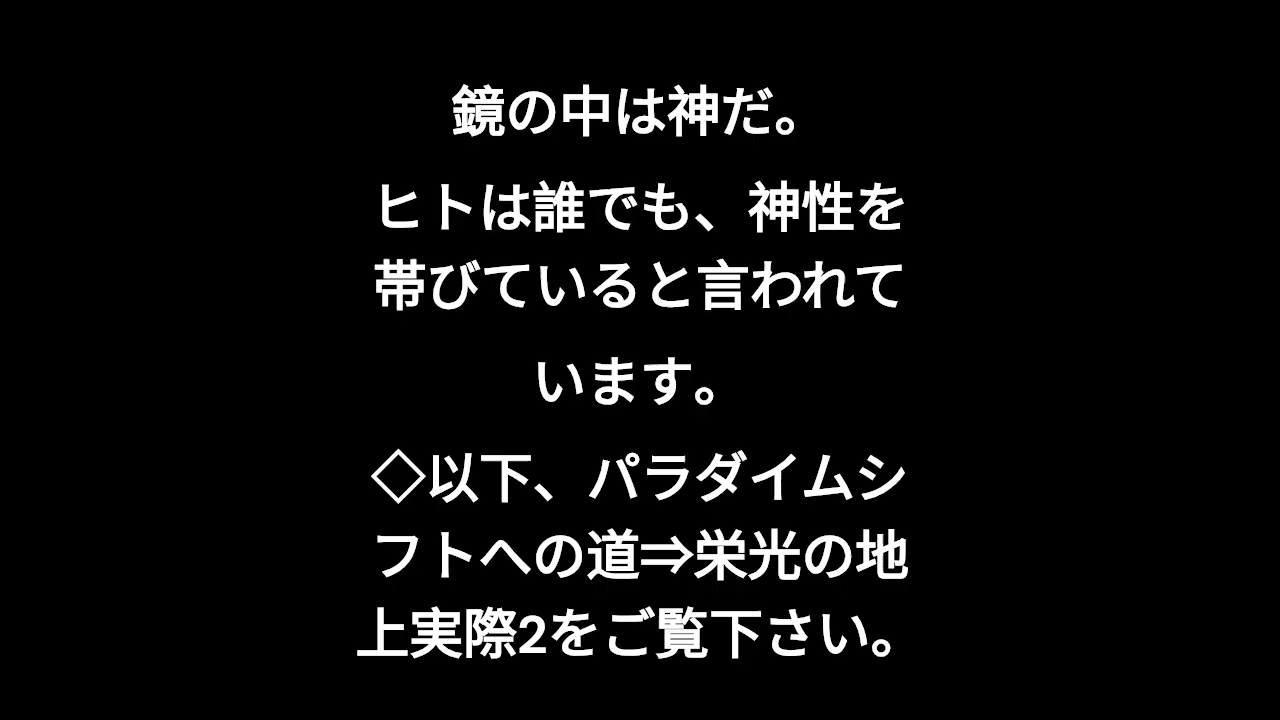 鏡の中は神だ。
ヒトは誰でも、神性を
帯びていると言われて
います。
◇以下、パラダイムシ
フトへの道⇒栄光の地
上実際2をご覧下さい。